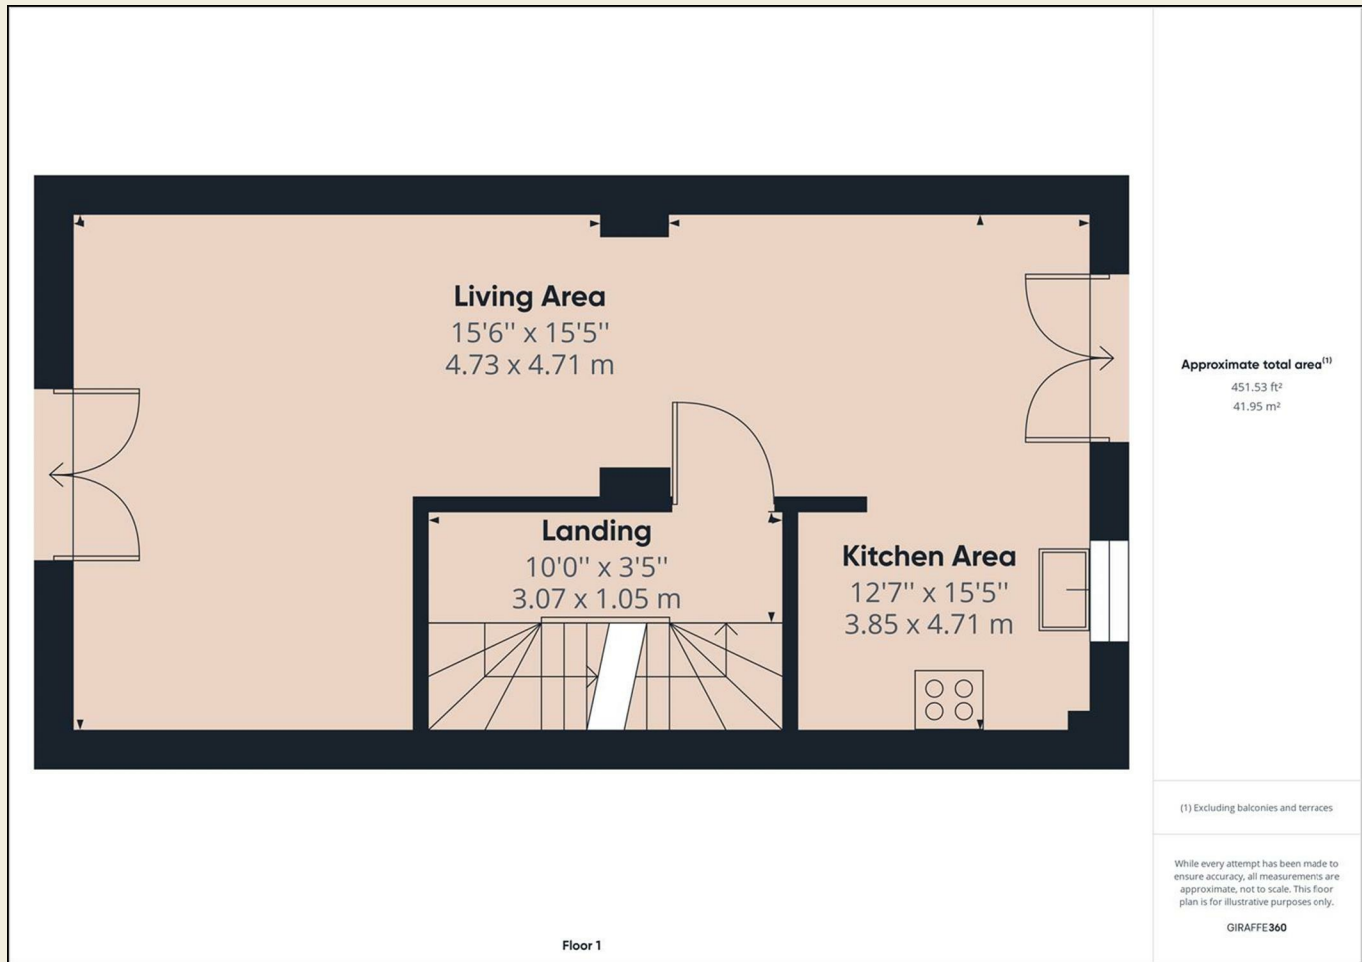 Living Area
15'6'' x 15'5''
4.73 x 4.71 m
Landing
10'0'' x 3'5''
3.07 x 1.05 m
Kitchen Area
12'7'' x 15'5''
3.85 x 4.71 m
Floor 1
Approximate total area(1)
451.53 ft²
41.95 m²
(1) Excluding balconies and terraces
While every attempt has been made to
ensure accuracy, all measurements are
approximate, not to scale. This floor
plan is for illustrative purposes only.
GIRAFFE360